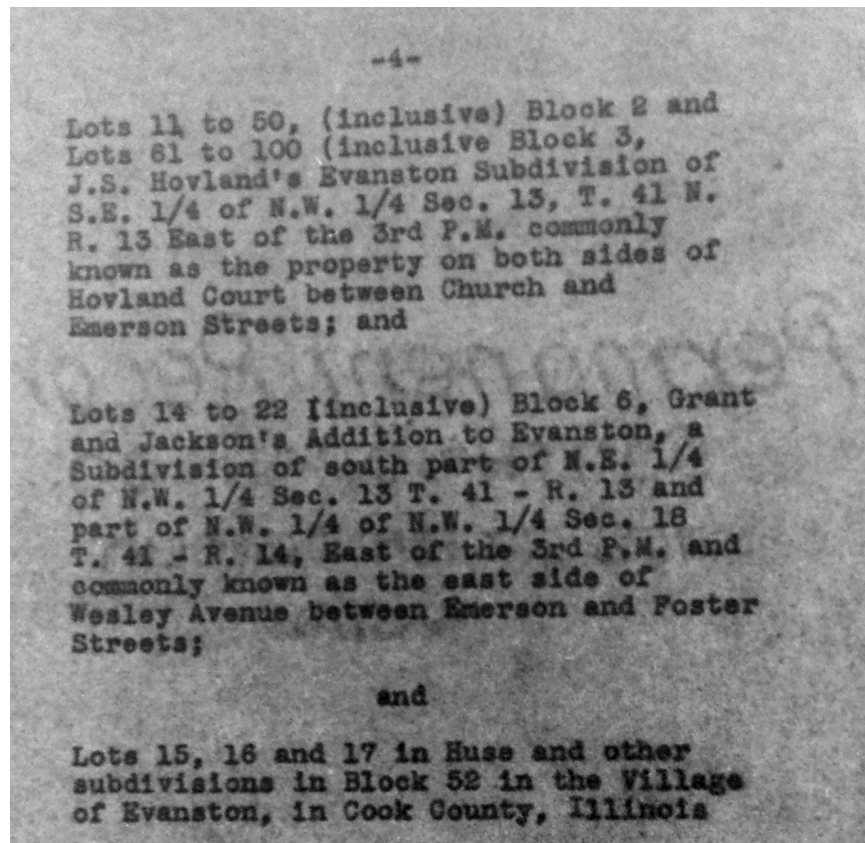 -4-
Lots 11 to 50, (inclusive) Block 2 and
Lots 61 to 100 (inclusive Block 3,
J.S. Hovland's Evanston Subdivision of
S.E. 1/4 of N.W. 1/4 Sec. 13, T. 41 N.
R. 13 East of the 3rd P.M. commonly
known as the property on both sides of
Hovland Court between Church and
Emerson Streets; and
Lots 14 to 22 (inclusive) Block 6, Grant
and Jackson's Addition to Evanston, a
Subdivision of south part of N.E. 1/4
of N.W. 1/4 Sec. 13 T. 41 - R. 13 and
part of N.W. 1/4 of N.W. 1/4 Sec. 18
T. 41 - R. 14, East of the 3rd P.M. and
commonly known as the east side of
Wesley Avenue between Emerson and Foster
Streets;
and
Lots 15, 16 and 17 in Huse and other
subdivisions in Block 52 in the Village
of Evanston, in Cook County, Illinois